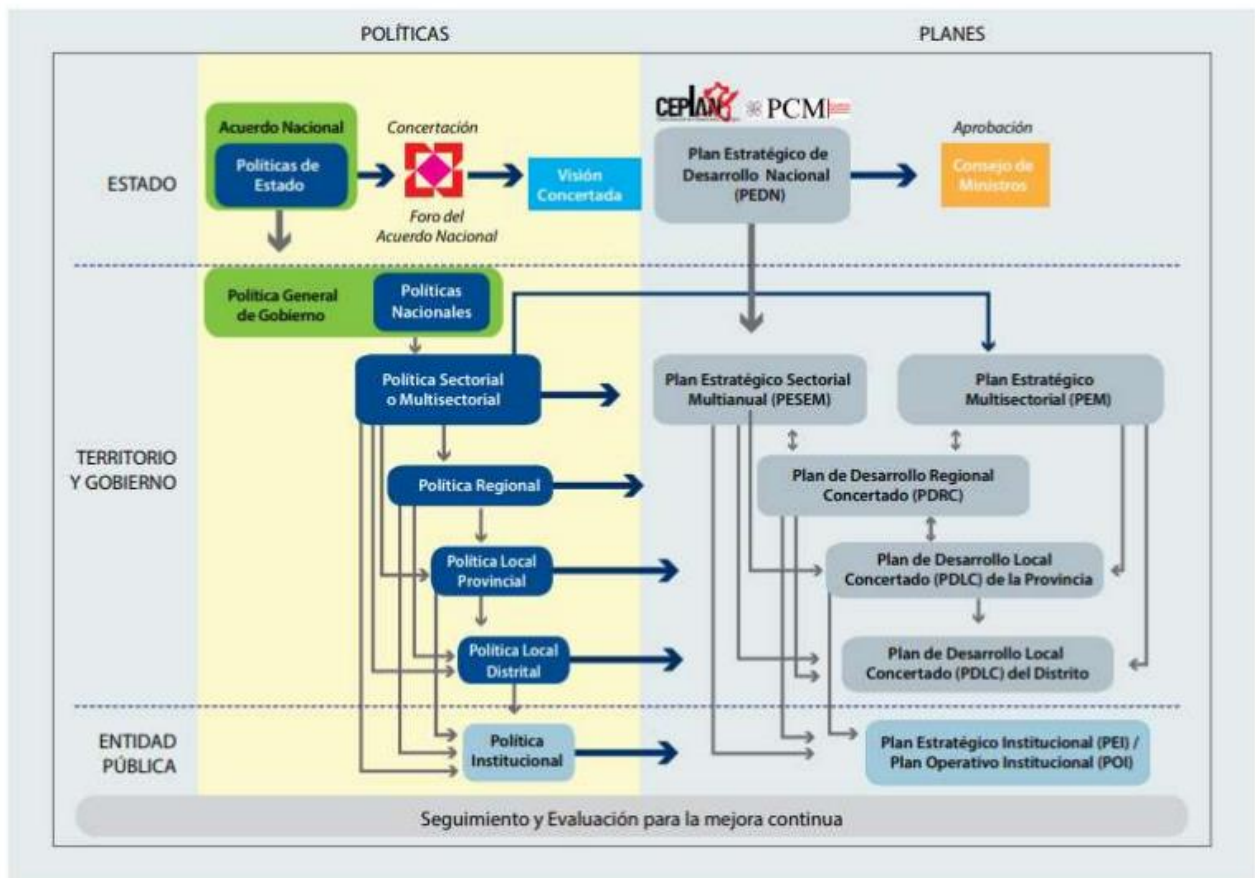 POLÍTICAS
PLANES
ESTADO
Acuerdo Nacional
Políticas de
Estado
Concertación
Foro del
Acuerdo Nacional
Visión
Concertada
CEPLAN
PCM
Plan Estratégico de
Desarrollo Nacional
(PEDN)
Aprobación
Consejo de
Ministros
TERRITORIO
Y GOBIERNO
Política General
de Gobierno
Políticas
Nacionales
Política Sectorial
o Multisectorial
Plan Estratégico Sectorial
Multianual (PESEM)
Plan Estratégico
Multisectorial (PEM)
Política Regional
Plan de Desarrollo Regional
Concertado (PDRC)
Política Local
Provincial
Plan de Desarrollo Local
Concertado (PDLC) de la Provincia
Política Local
Distrital
Plan de Desarrollo Local
Concertado (PDLC) del Distrito
ENTIDAD
PÚBLICA
Política
Institucional
Plan Estratégico Institucional (PEI) /
Plan Operativo Institucional (POI)
Seguimiento y Evaluación para la mejora continua